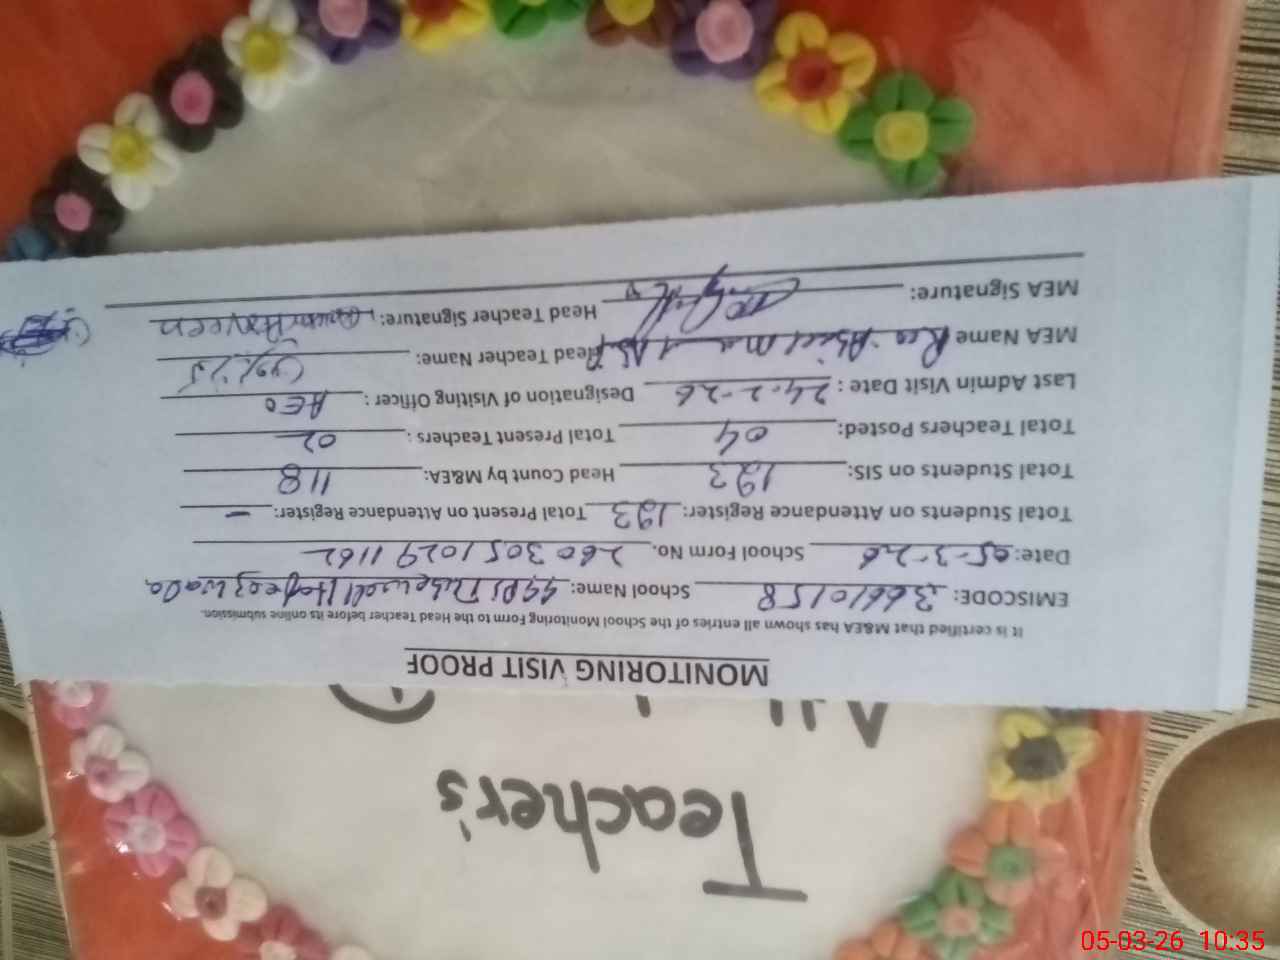 Teacher's
MONITORING VISIT PROOF
It is certified that M&EA has shown all entries of the School Monitoring Form to the Head Teacher before its online submission.
EMISCODE: 36610158 School Name:
Date: 05-3-26 School Form No. 2603051029 1162
Total Students on Attendance Register: 193 Total Present on Attendance Register: -
Total Students on SIS: 193 Head Count by M&EA: 118
Total Teachers Posted: 04 Total Present Teachers: 02
Last Admin Visit Date: 24-2-26 Designation of Visiting Officer: AEO
MEA Name Head Teacher Name:
MEA Signature: Head Teacher Signature:
05-03-26 10:35